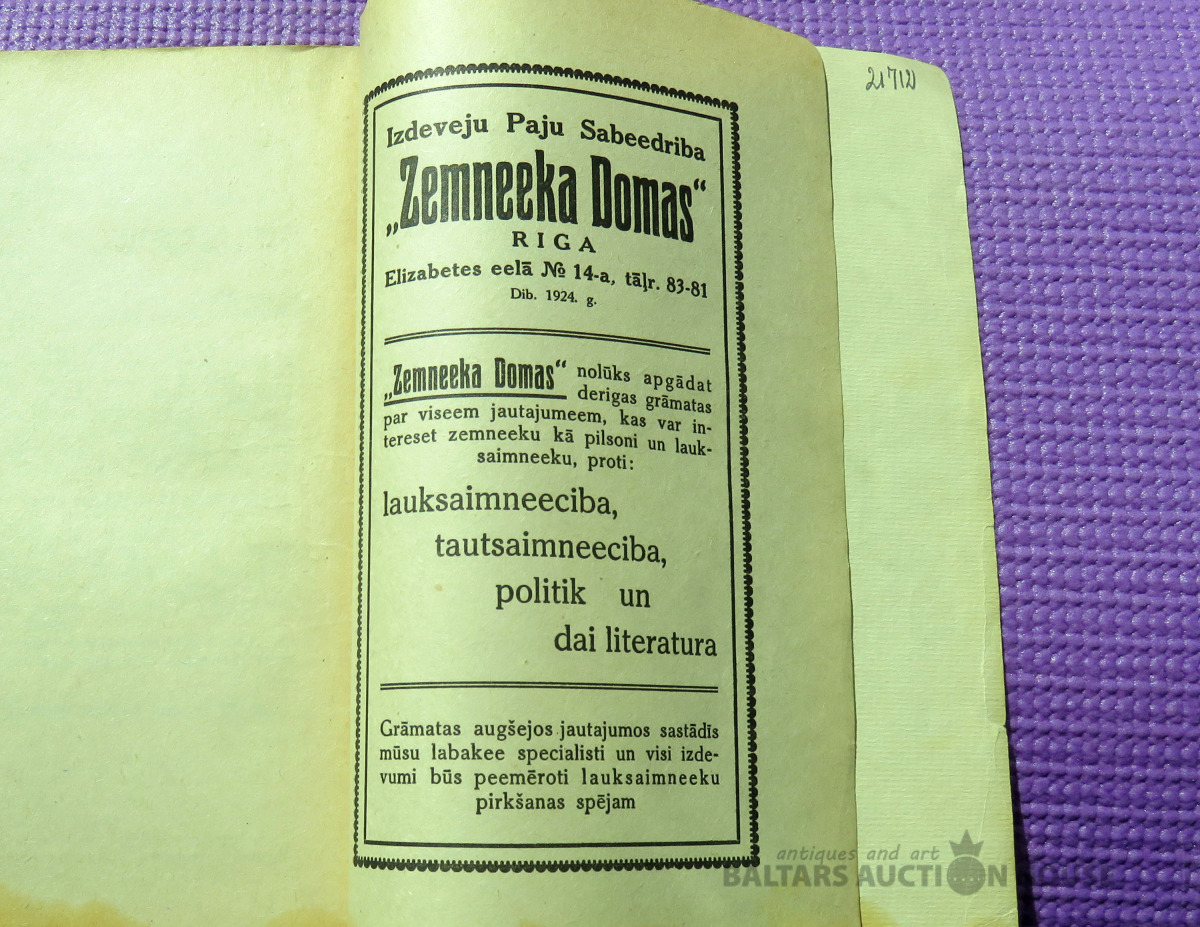 21712
Izdeveju Paju Sabeedriba
„Zemneeka Domas“
RIGA
Elizabetes eelā № 14-a, tāļr. 83-81
Dib. 1924. g.
„Zemneeka Domas“ nolūks apgādat
derigas grāmatas
par viseem jautajumeem, kas var in-
tereset zemneeku kā pilsoni un lauk-
saimneeku, proti:
lauksaimneeciba,
tautsaimneeciba,
politik un
dai literatura
Grāmatas augšejos jautajumos sastādīs
mūsu labakee specialisti un visi izde-
vumi būs peemēroti lauksaimneeku
pirkšanas spējam
antiques and art
BALTARS AUCTION HOUSE